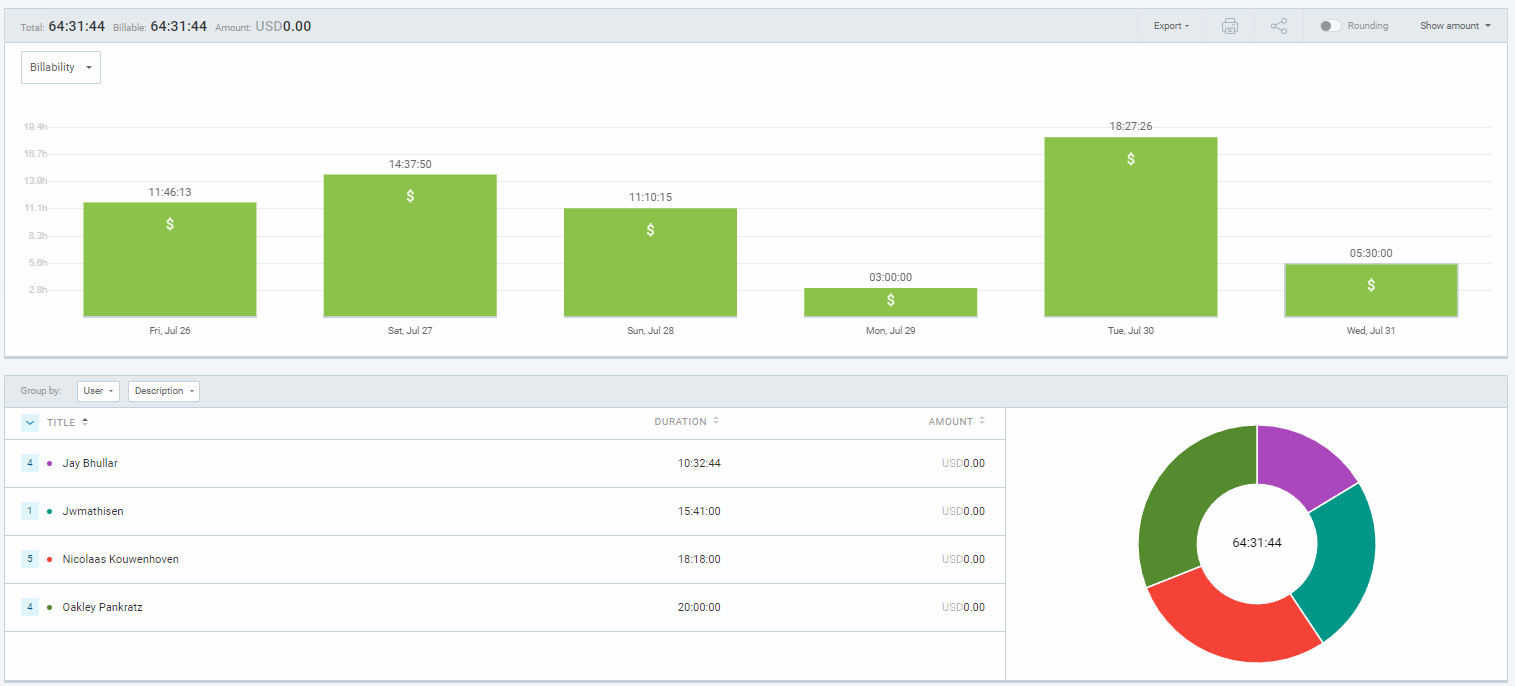 Total: 64:31:44 Billable: 64:31:44 Amount: USD0.00 Export Rounding Show amount
Billability
19.4h
16.7h
13.9h
11.1h
8.3h
5.6h
2.8h
11:46:13
14:37:50
11:10:15
03:00:00
18:27:26
05:30:00
$ $ $ $ $ $
Fri, Jul 26 Sat, Jul 27 Sun, Jul 28 Mon, Jul 29 Tue, Jul 30 Wed, Jul 31
Group by: User Description
TITLE DURATION AMOUNT
4 Jay Bhullar 10:32:44 USD0.00
1 Jwmathisen 15:41:00 USD0.00
5 Nicolaas Kouwenhoven 18:18:00 USD0.00
4 Oakley Pankratz 20:00:00 USD0.00
64:31:44